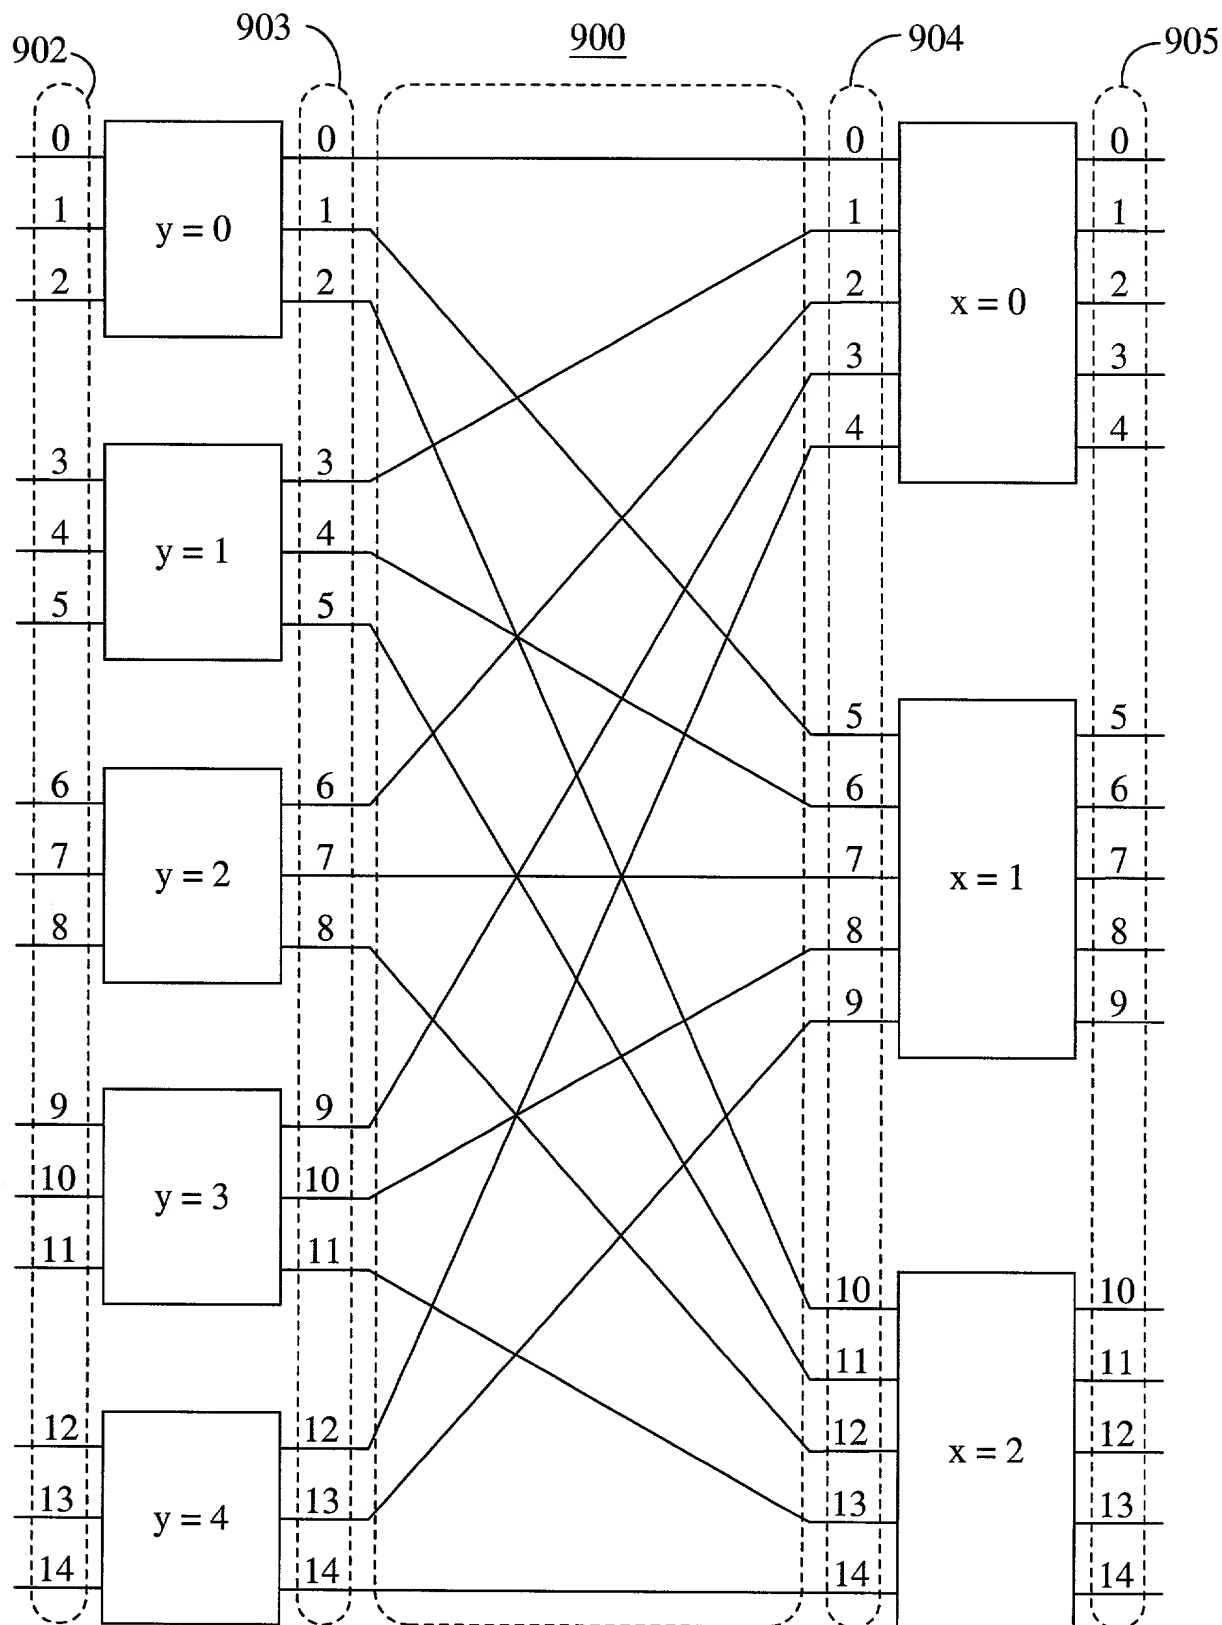 902 903 900 904 905
0 0 0 0
1 y = 0 1 1 1
2 2 2 x = 0 2
3 3
4 4
3 3
4 y = 1 4
5 5
5 5
6 6
6 6
7 y = 2 7 7 x = 1 7
8 8
8 8
9 9
9 9
10 y = 3 10
11 11
10 10
11 11
12 12
12 x = 2 12
13 y = 4 13
13 13
14 14 14 14